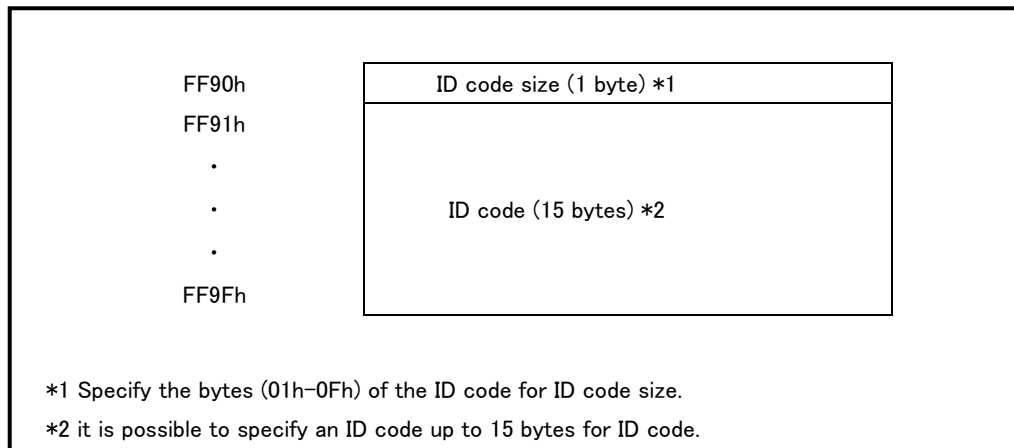 FF90h ID code size (1 byte) *1
FF91h
・
・ ID code (15 bytes) *2
・
FF9Fh
*1 Specify the bytes (01h-0Fh) of the ID code for ID code size.
*2 it is possible to specify an ID code up to 15 bytes for ID code.